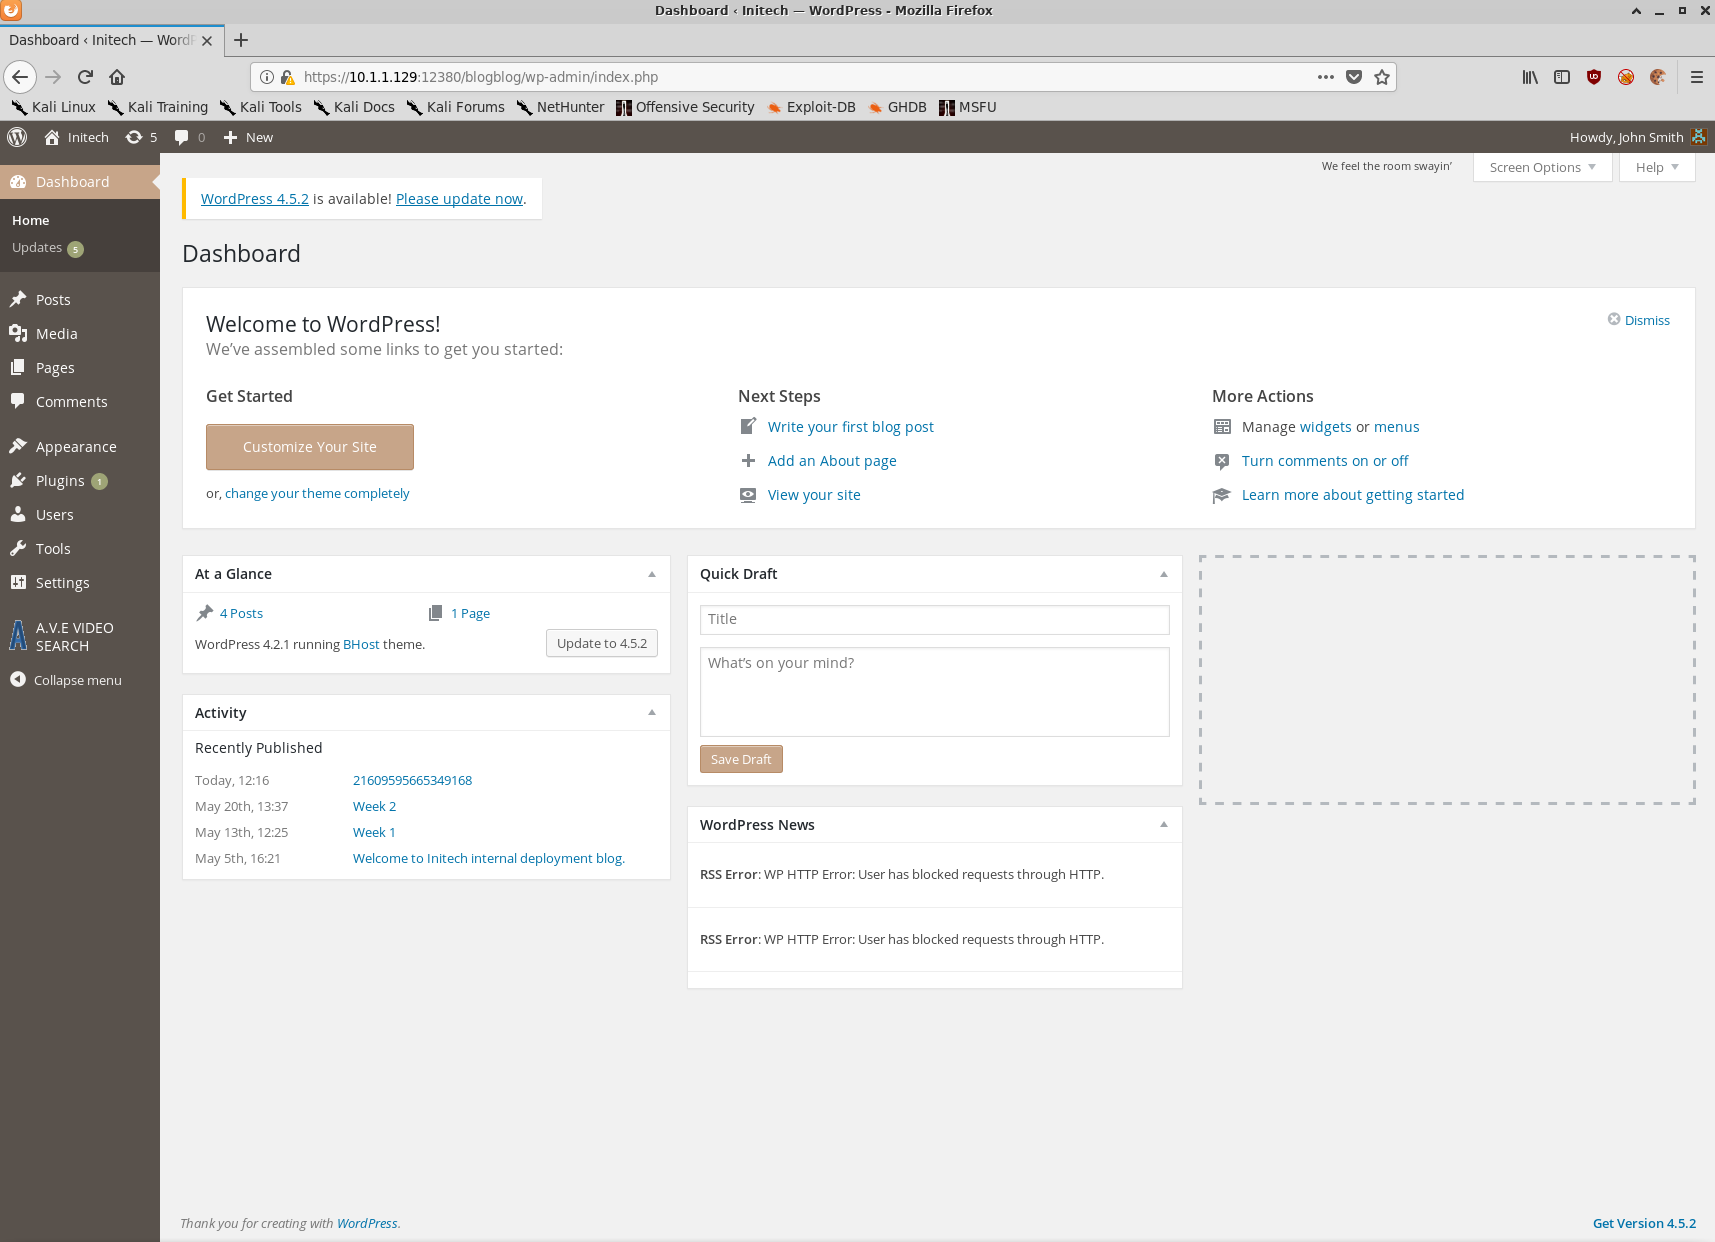 Dashboard ‹ Initech — WordPress - Mozilla Firefox
Dashboard ‹ Initech — WordP
https://10.1.1.129:12380/blogblog/wp-admin/index.php
Kali Linux Kali Training Kali Tools Kali Docs Kali Forums NetHunter Offensive Security Exploit-DB GHDB MSFU
Initech 5 0 New Howdy, John Smith
Dashboard
Home
Updates 5
Posts
Media
Pages
Comments
Appearance
Plugins 1
Users
Tools
Settings
A.V.E VIDEO
SEARCH
Collapse menu
We feel the room swayin’ Screen Options Help
WordPress 4.5.2 is available! Please update now.
Dashboard
Welcome to WordPress!
Dismiss
We’ve assembled some links to get you started:
Get Started
Customize Your Site
or, change your theme completely
Next Steps
Write your first blog post
Add an About page
View your site
More Actions
Manage widgets or menus
Turn comments on or off
Learn more about getting started
At a Glance
4 Posts 1 Page
WordPress 4.2.1 running BHost theme. Update to 4.5.2
Activity
Recently Published
Today, 12:16 21609595665349168
May 20th, 13:37 Week 2
May 13th, 12:25 Week 1
May 5th, 16:21 Welcome to Initech internal deployment blog.
Quick Draft
Title
What’s on your mind?
Save Draft
WordPress News
RSS Error: WP HTTP Error: User has blocked requests through HTTP.
RSS Error: WP HTTP Error: User has blocked requests through HTTP.
Thank you for creating with WordPress.
Get Version 4.5.2